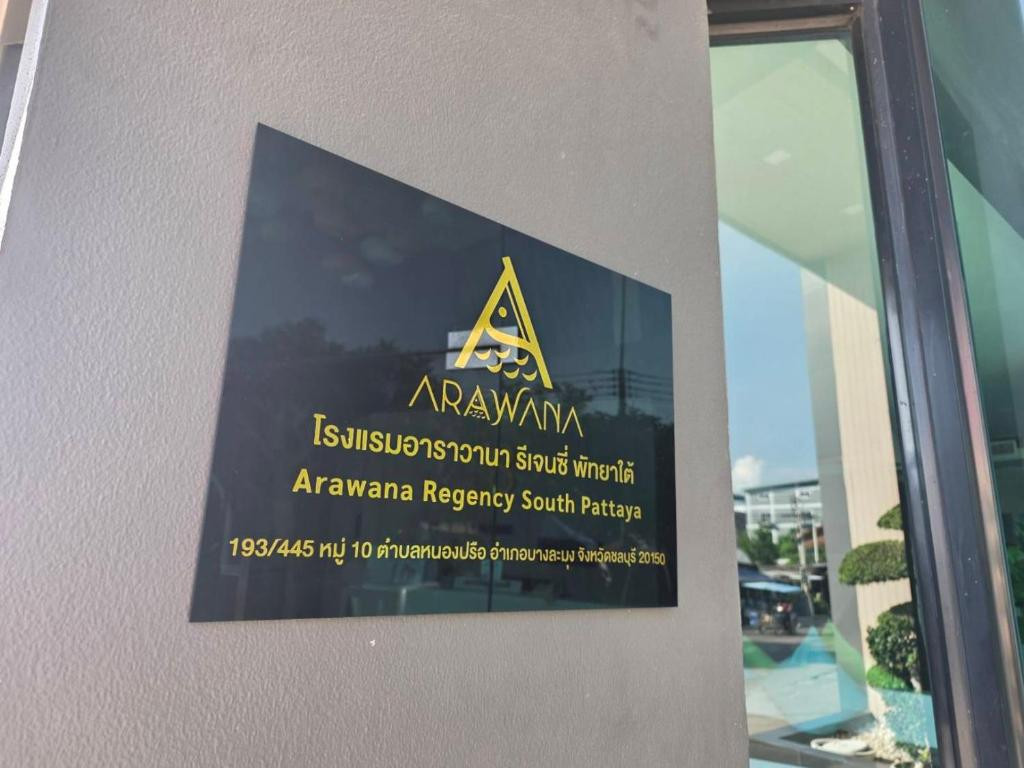 ARAWANA
โรงแรมอาราวานา รีเจนซี่ พัทยาใต้
Arawana Regency South Pattaya
193/445 หมู่ 10 ตำบลหนองปรือ อำเภอบางละมุง จังหวัดชลบุรี 20150